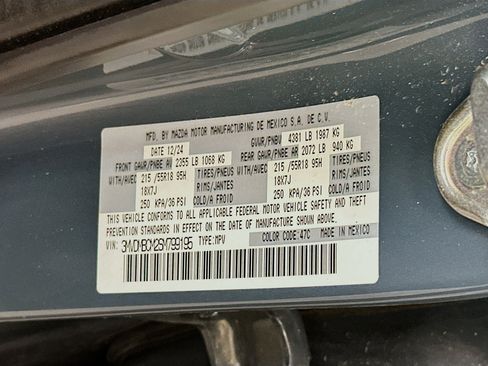 MFD. BY MAZDA MOTOR MANUFACTURING DE MEXICO S.A. DE C.V.
DATE 12/24 GVWR/PNBV 4381 LB 1987 KG
FRONT GAWR/PNBE AV 2355 LB 1068 KG REAR GAWR/PNBE AR 2072 LB 940 KG
WITH/AVEC 215/55R18 95H TIRES/PNEUS WITH/AVEC 215/55R18 95H TIRES/PNEUS
18X7J RIMS/JANTES 18X7J RIMS/JANTES
250 KPA/36 PSI COLD/A FROID 250 KPA/36 PSI COLD/A FROID
THIS VEHICLE CONFORMS TO ALL APPLICABLE FEDERAL MOTOR VEHICLE SAFETY AND THEFT
PREVENTION STANDARDS IN EFFECT ON THE DATE OF MANUFACTURE SHOWN ABOVE.
VIN: TYPE:MPV COLOR CODE:47C MADE IN MEXICO